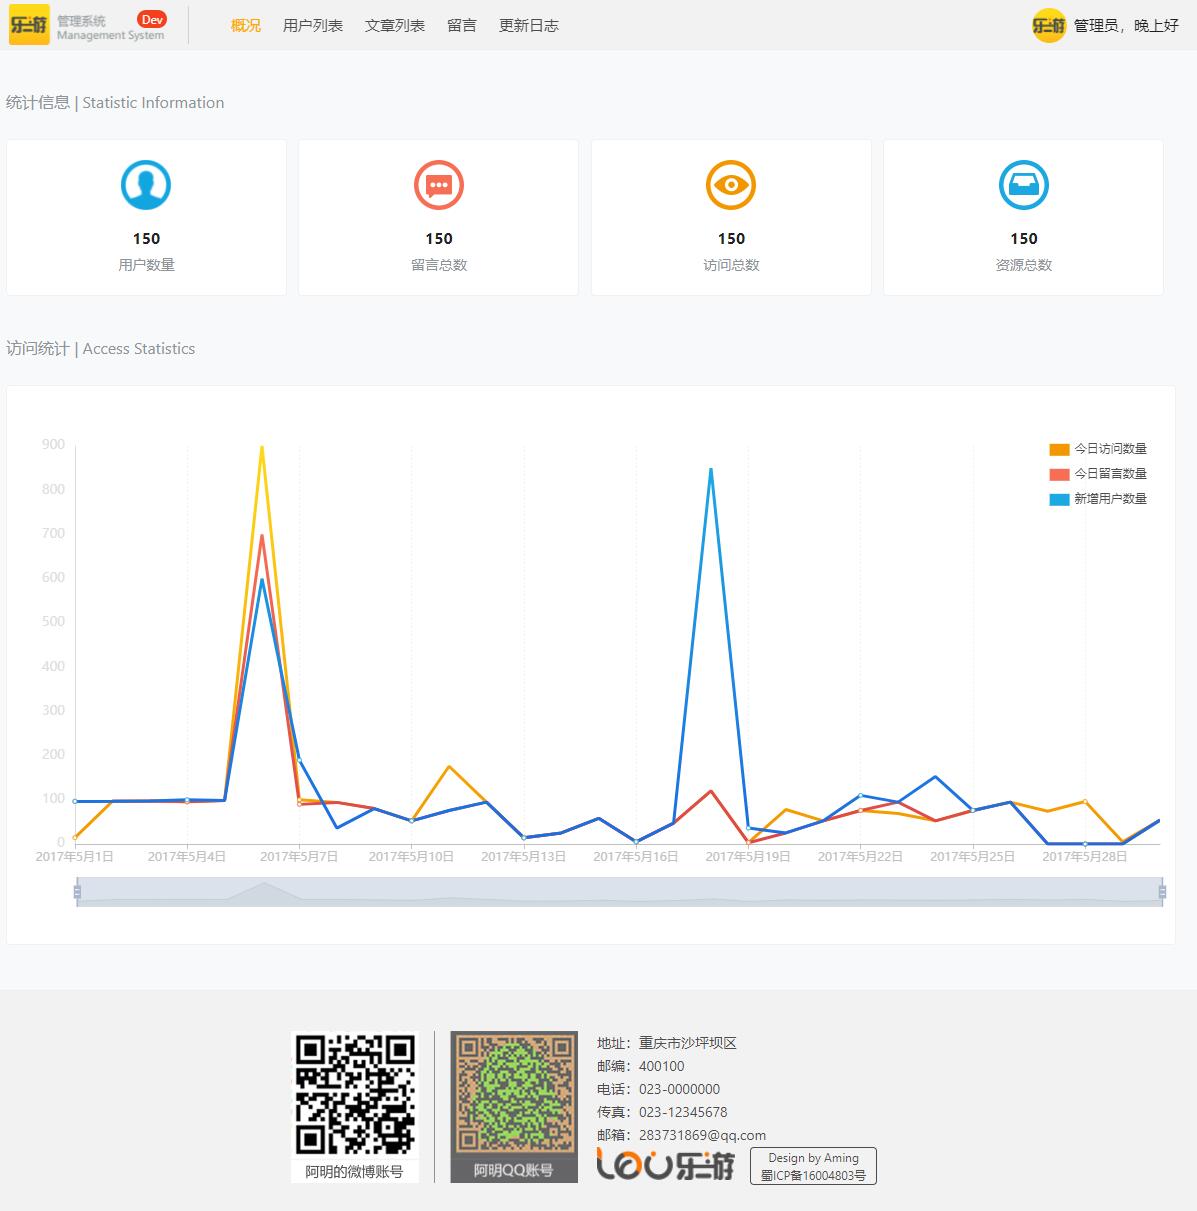 乐游
管理系统
Dev
Management System
概况 用户列表 文章列表 留言 更新日志
乐游
管理员，晚上好
统计信息 | Statistic Information
150
用户数量
150
留言总数
150
访问总数
150
资源总数
访问统计 | Access Statistics
今日访问数量
今日留言数量
新增用户数量
900
800
700
600
500
400
300
200
100
0
2017年5月1日 2017年5月4日 2017年5月7日 2017年5月10日 2017年5月13日 2017年5月16日 2017年5月19日 2017年5月22日 2017年5月25日 2017年5月28日
阿明的微博账号
阿明QQ账号
地址：重庆市沙坪坝区
邮编：400100
电话：023-0000000
传真：023-12345678
邮箱：283731869@qq.com
乐游
Design by Aming
蜀ICP备16004803号